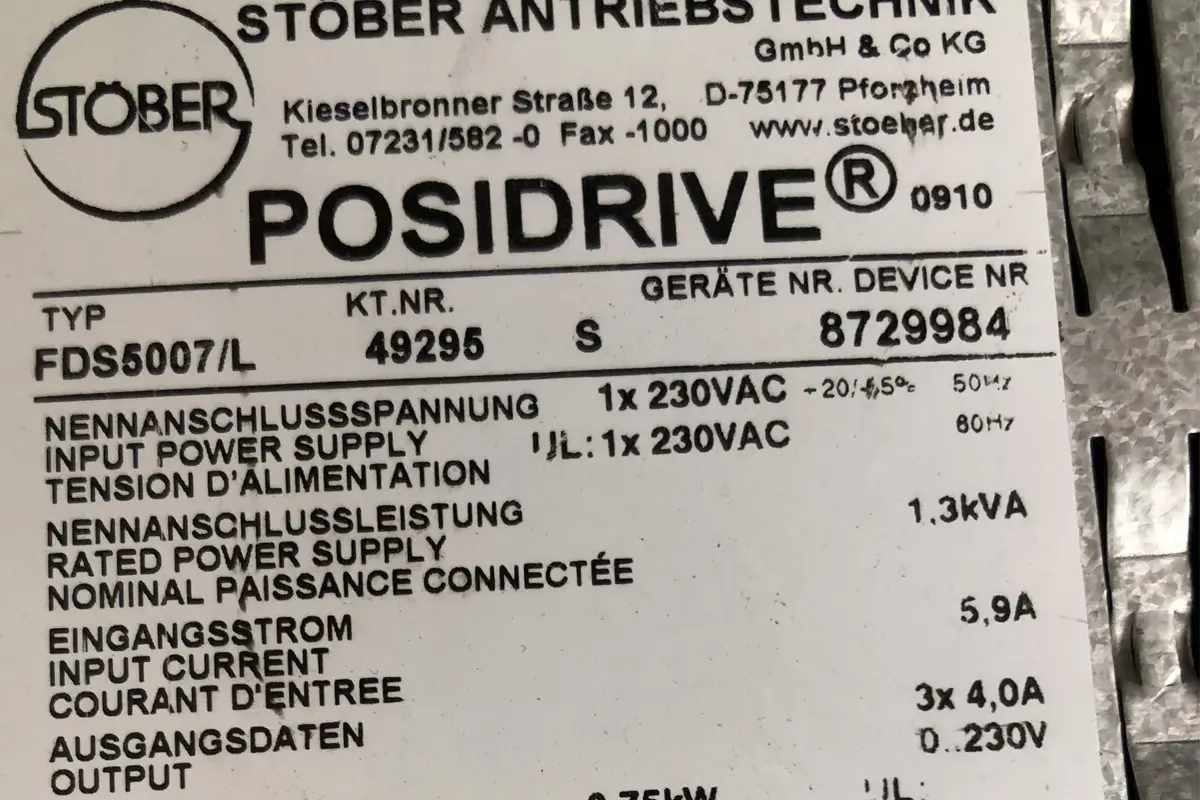 STÖBER ANTRIEBSTECHNIK
GmbH & Co KG
STÖBER
Kieselbronner Straße 12, D-75177 Pforzheim
Tel. 07231/582 -0 Fax -1000 www.stoeber.de
POSIDRIVE® 0910
TYP KT.NR. GERÄTE NR. DEVICE NR
FDS5007/L 49295 S 8729984
NENNANSCHLUSSSPANNUNG 1x 230VAC 50Hz
INPUT POWER SUPPLY UL: 1x 230VAC 60Hz
TENSION D'ALIMENTATION
NENNANSCHLUSSLEISTUNG 1.3kVA
RATED POWER SUPPLY
NOMINAL PAISSANCE CONNECTÉE
EINGANGSSTROM 5,9A
INPUT CURRENT
COURANT D'ENTREE
AUSGANGSDATEN 3x 4,0A
OUTPUT 0..230V
0,75kW UL: